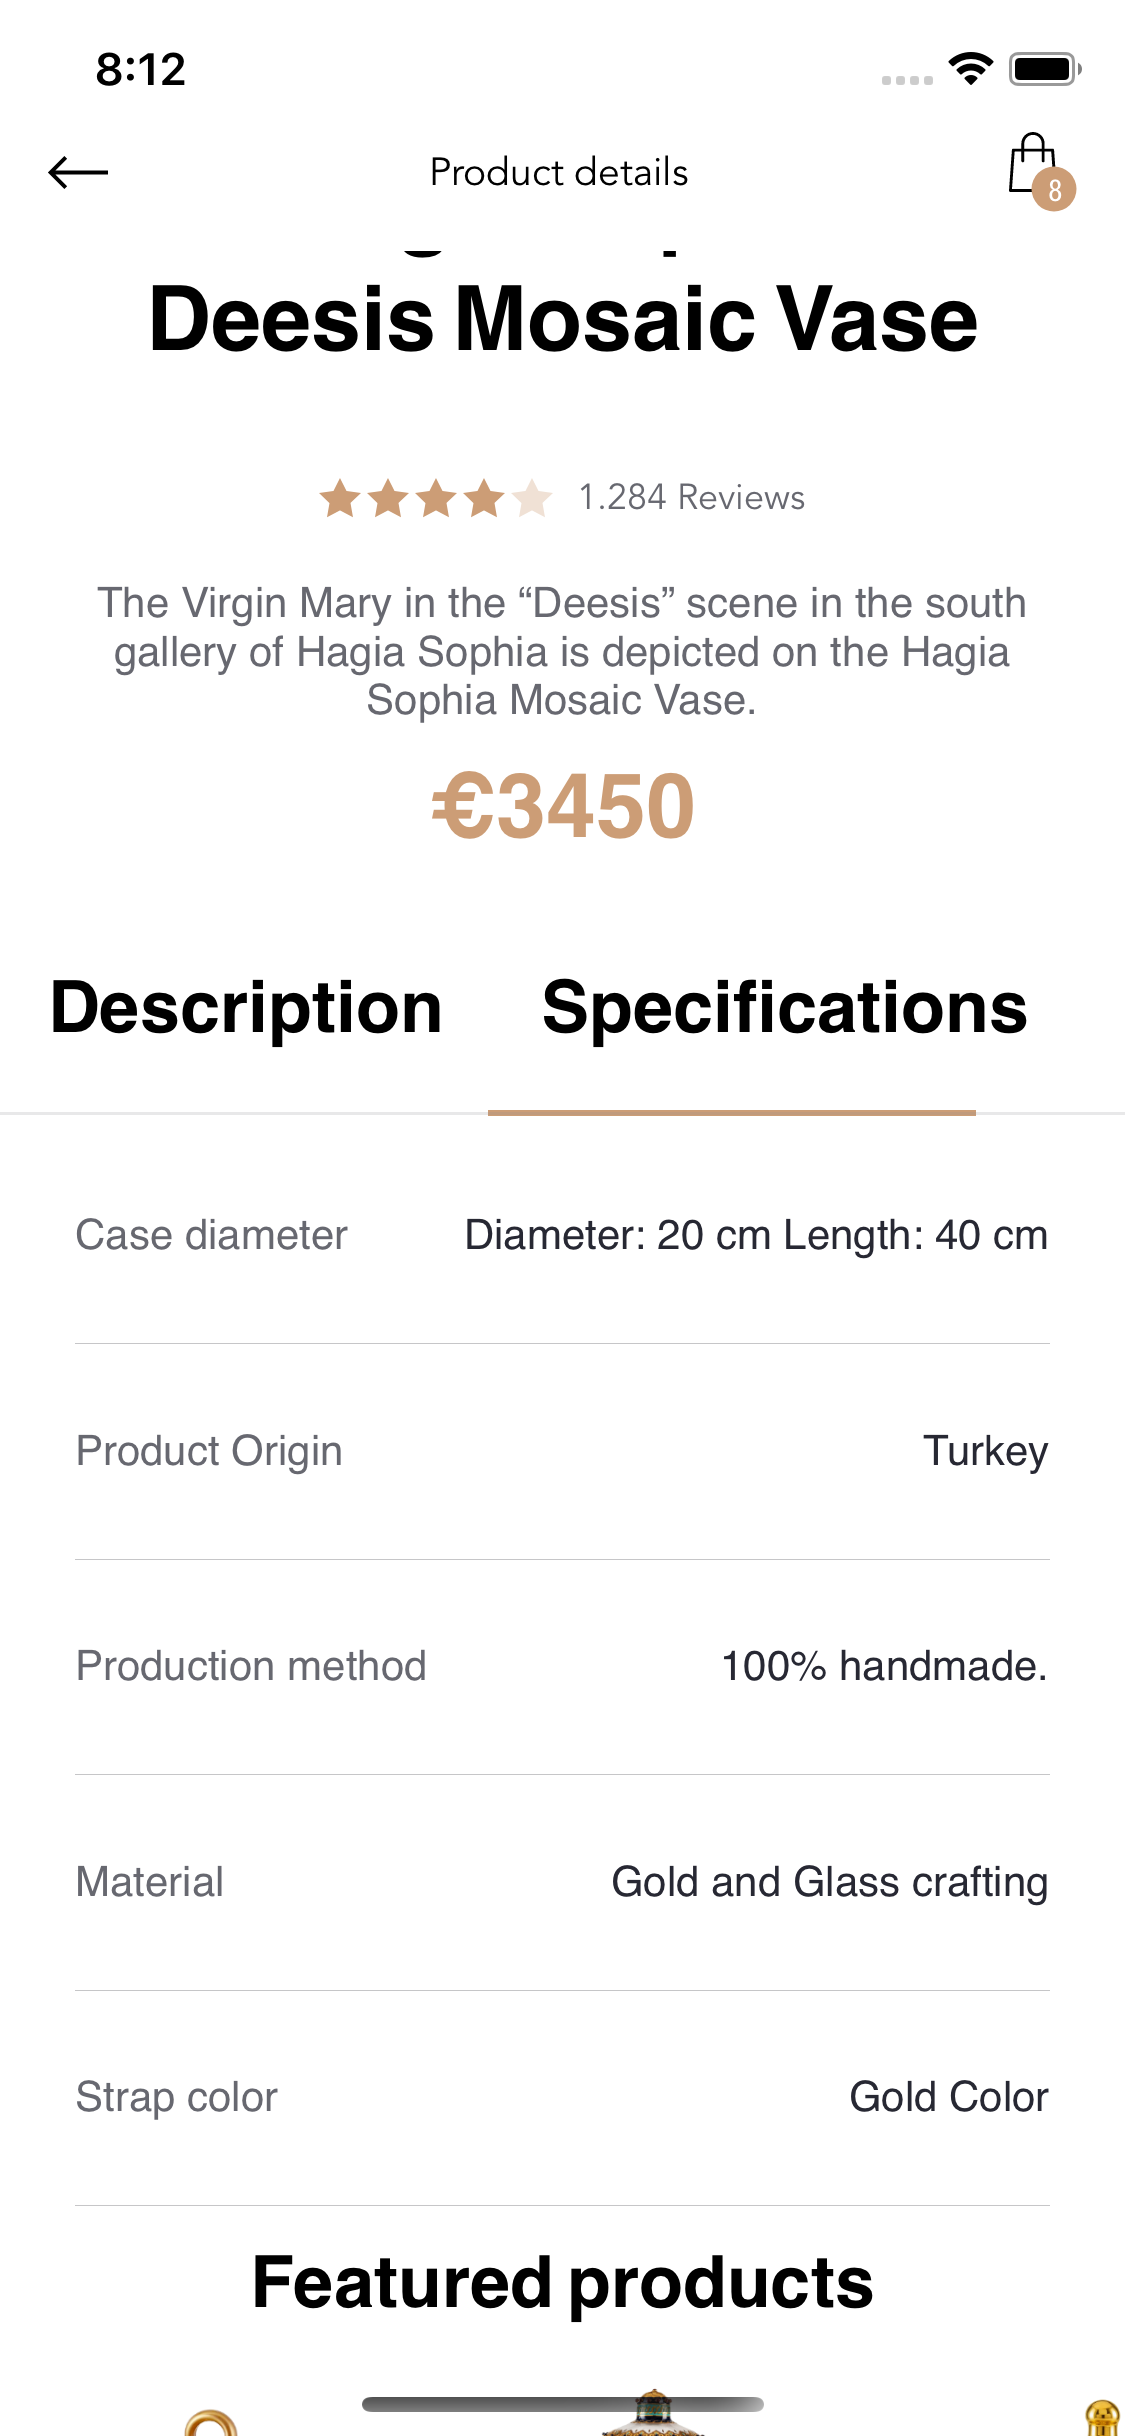 8:12
Product details
8
Deesis Mosaic Vase
1.284 Reviews
The Virgin Mary in the “Deesis” scene in the south
gallery of Hagia Sophia is depicted on the Hagia
Sophia Mosaic Vase.
€3450
Description Specifications
Case diameter Diameter: 20 cm Length: 40 cm
Product Origin Turkey
Production method 100% handmade.
Material Gold and Glass crafting
Strap color Gold Color
Featured products